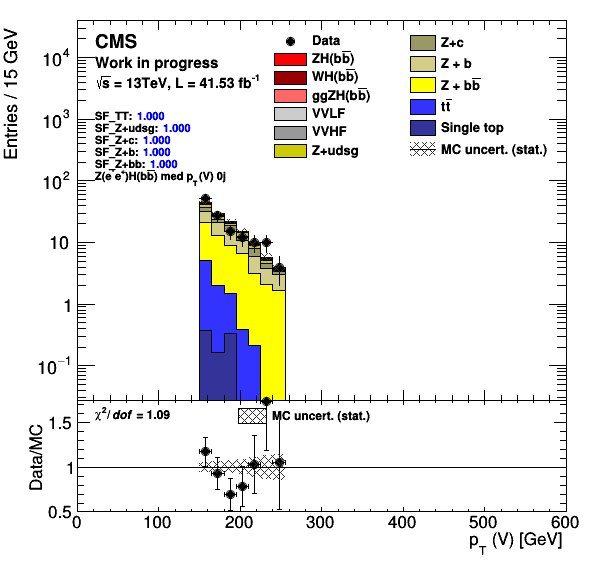 CMS
Work in progress
√s = 13TeV, L = 41.53 fb⁻¹
SF_TT: 1.000
SF_Z+udsg: 1.000
SF_Z+c: 1.000
SF_Z+b: 1.000
SF_Z+bb: 1.000
Z(e⁻e⁺)H(bb̅) med p_T(V) 0j
Data
ZH(bb̅)
WH(bb̅)
ggZH(bb̅)
VVLF
VVHF
Z+udsg
Z+c
Z + b
Z + bb̅
tt̅
Single top
MC uncert. (stat.)
Entries / 15 GeV
10⁴
10³
10²
10
1
10⁻¹
χ²/dof = 1.09
MC uncert. (stat.)
Data/MC
1.5
1
0.5
0 100 200 300 400 500 600
p_T (V) [GeV]